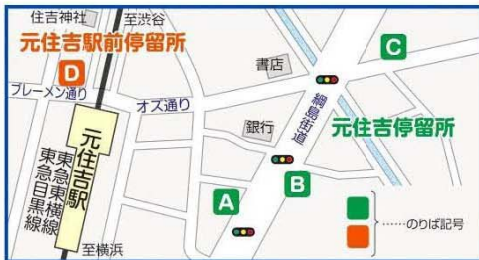 住吉神社
至渋谷
元住吉駅前停留所
D
ブレーメン通り
オズ通り
書店
C
綱島街道
銀行
元住吉停留所
元住吉駅
東急東横線
東急目黒線
A
B
至横浜
……のりば記号